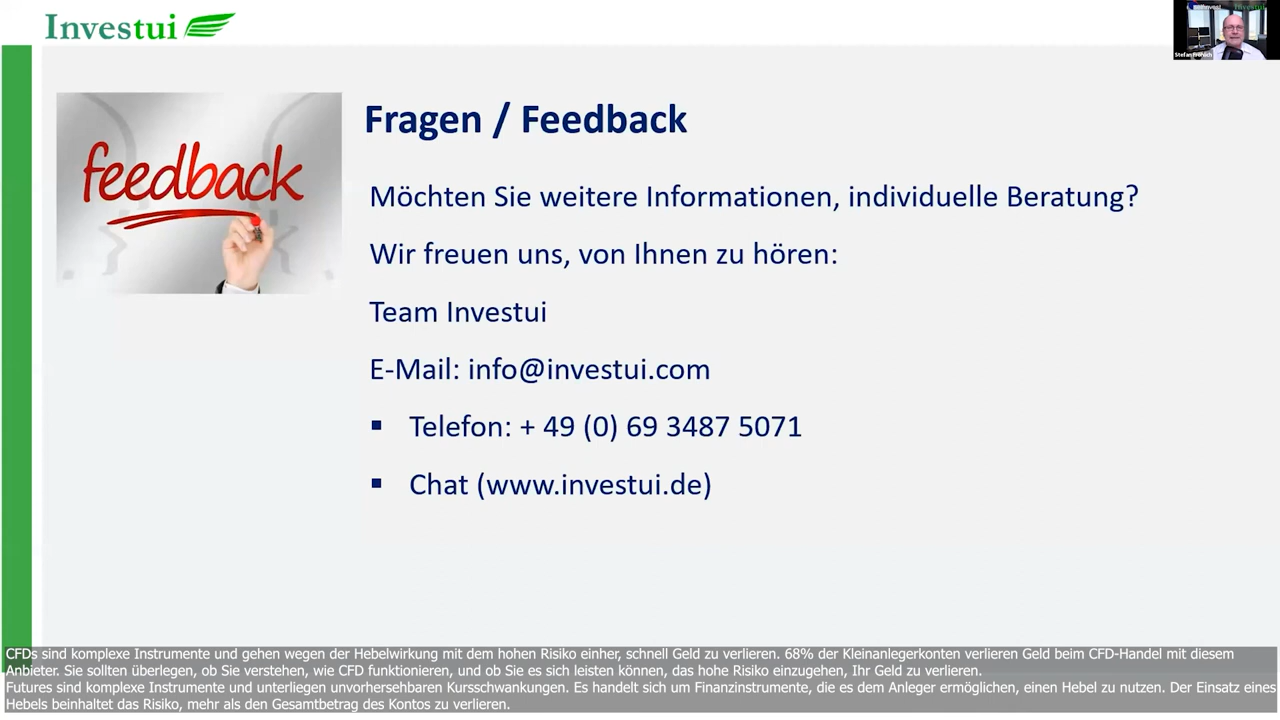 Investui
feedback
Fragen / Feedback
Möchten Sie weitere Informationen, individuelle Beratung?
Wir freuen uns, von Ihnen zu hören:
Team Investui
E-Mail: info@investui.com
▪ Telefon: + 49 (0) 69 3487 5071
▪ Chat (www.investui.de)
CFDs sind komplexe Instrumente und gehen wegen der Hebelwirkung mit dem hohen Risiko einher, schnell Geld zu verlieren. 68% der Kleinanlegerkonten verlieren Geld beim CFD-Handel mit diesem
Anbieter. Sie sollten überlegen, ob Sie verstehen, wie CFD funktionieren, und ob Sie es sich leisten können, das hohe Risiko einzugehen, Ihr Geld zu verlieren.
Futures sind komplexe Instrumente und unterliegen unvorhersehbaren Kursschwankungen. Es handelt sich um Finanzinstrumente, die es dem Anleger ermöglichen, einen Hebel zu nutzen. Der Einsatz eines
Hebels beinhaltet das Risiko, mehr als den Gesamtbetrag des Kontos zu verlieren.